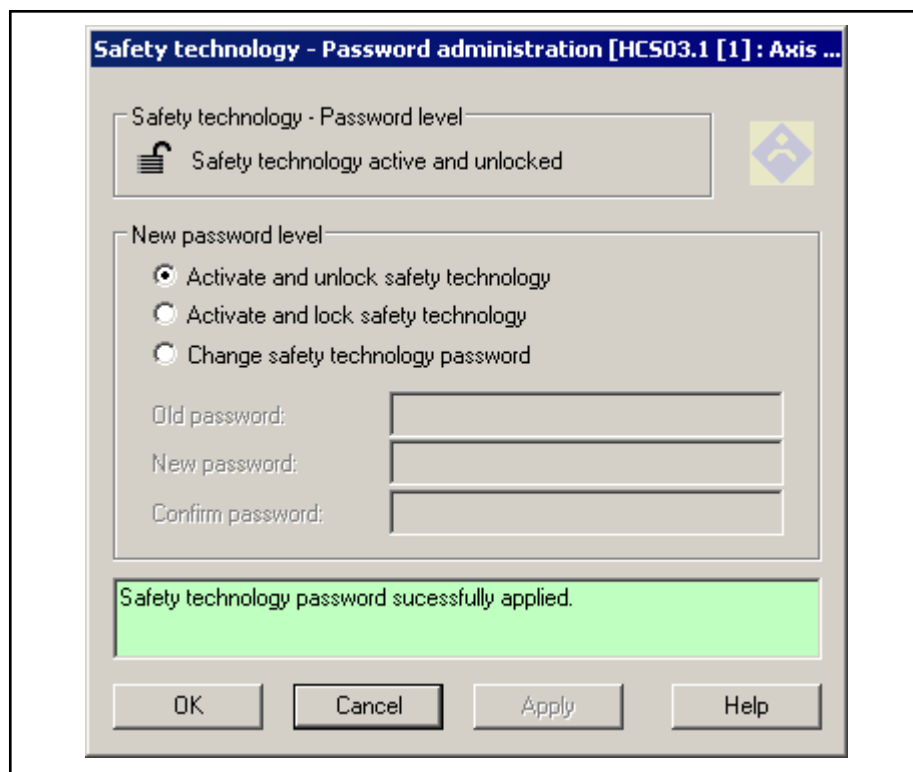 Safety technology - Password administration [HCS03.1 [1] : Axis ...
Safety technology - Password level
Safety technology active and unlocked
New password level
Activate and unlock safety technology
Activate and lock safety technology
Change safety technology password
Old password:
New password:
Confirm password:
Safety technology password sucessfully applied.
OK
Cancel
Apply
Help